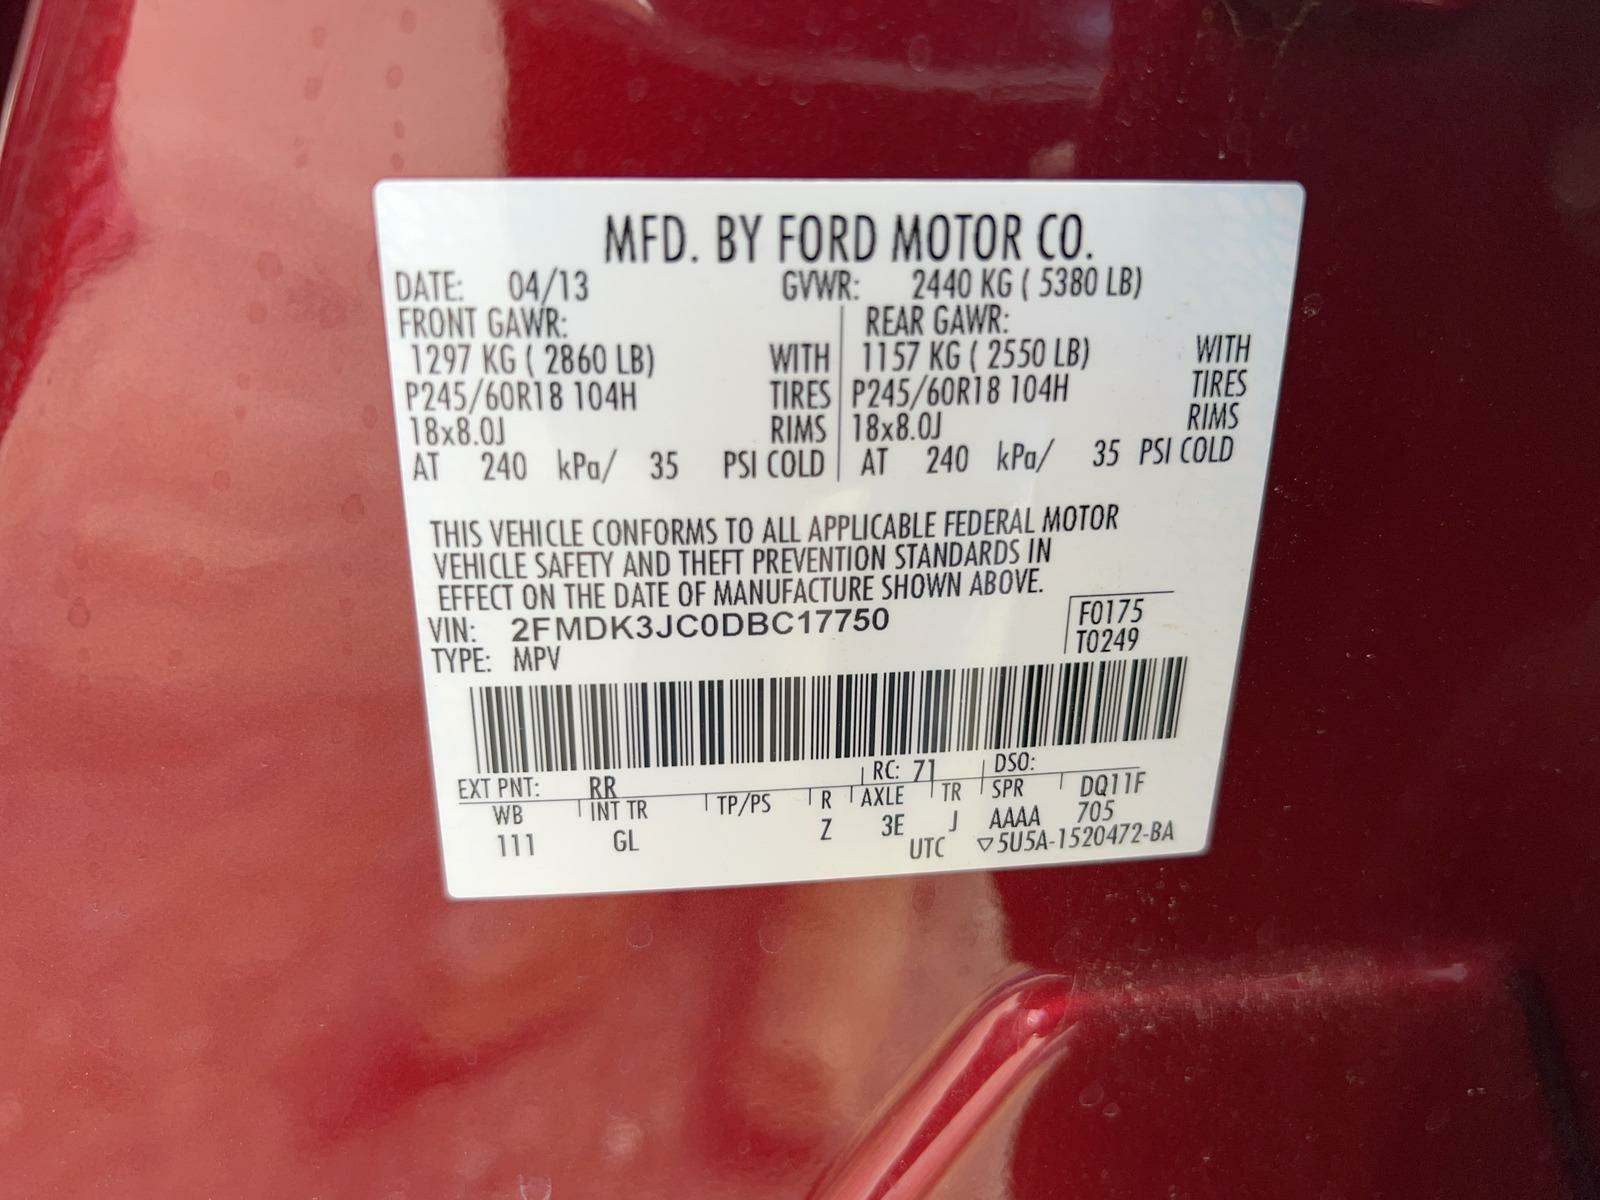 MFD. BY FORD MOTOR CO.
DATE: 04/13 GVWR: 2440 KG ( 5380 LB)
FRONT GAWR: REAR GAWR:
1297 KG ( 2860 LB) WITH 1157 KG ( 2550 LB) WITH
P245/60R18 104H TIRES P245/60R18 104H TIRES
18x8.0J RIMS 18x8.0J RIMS
AT 240 kPa/ 35 PSI COLD AT 240 kPa/ 35 PSI COLD
THIS VEHICLE CONFORMS TO ALL APPLICABLE FEDERAL MOTOR
VEHICLE SAFETY AND THEFT PREVENTION STANDARDS IN
EFFECT ON THE DATE OF MANUFACTURE SHOWN ABOVE.
VIN: 2FMDK3JC0DBC17750 F0175
TYPE: MPV T0249
EXT PNT: RR RC: 71 DSO:
WB INT TR TP/PS R AXLE TR SPR DQ11F
111 GL Z 3E J AAAA 705
UTC ▽5U5A-1520472-BA